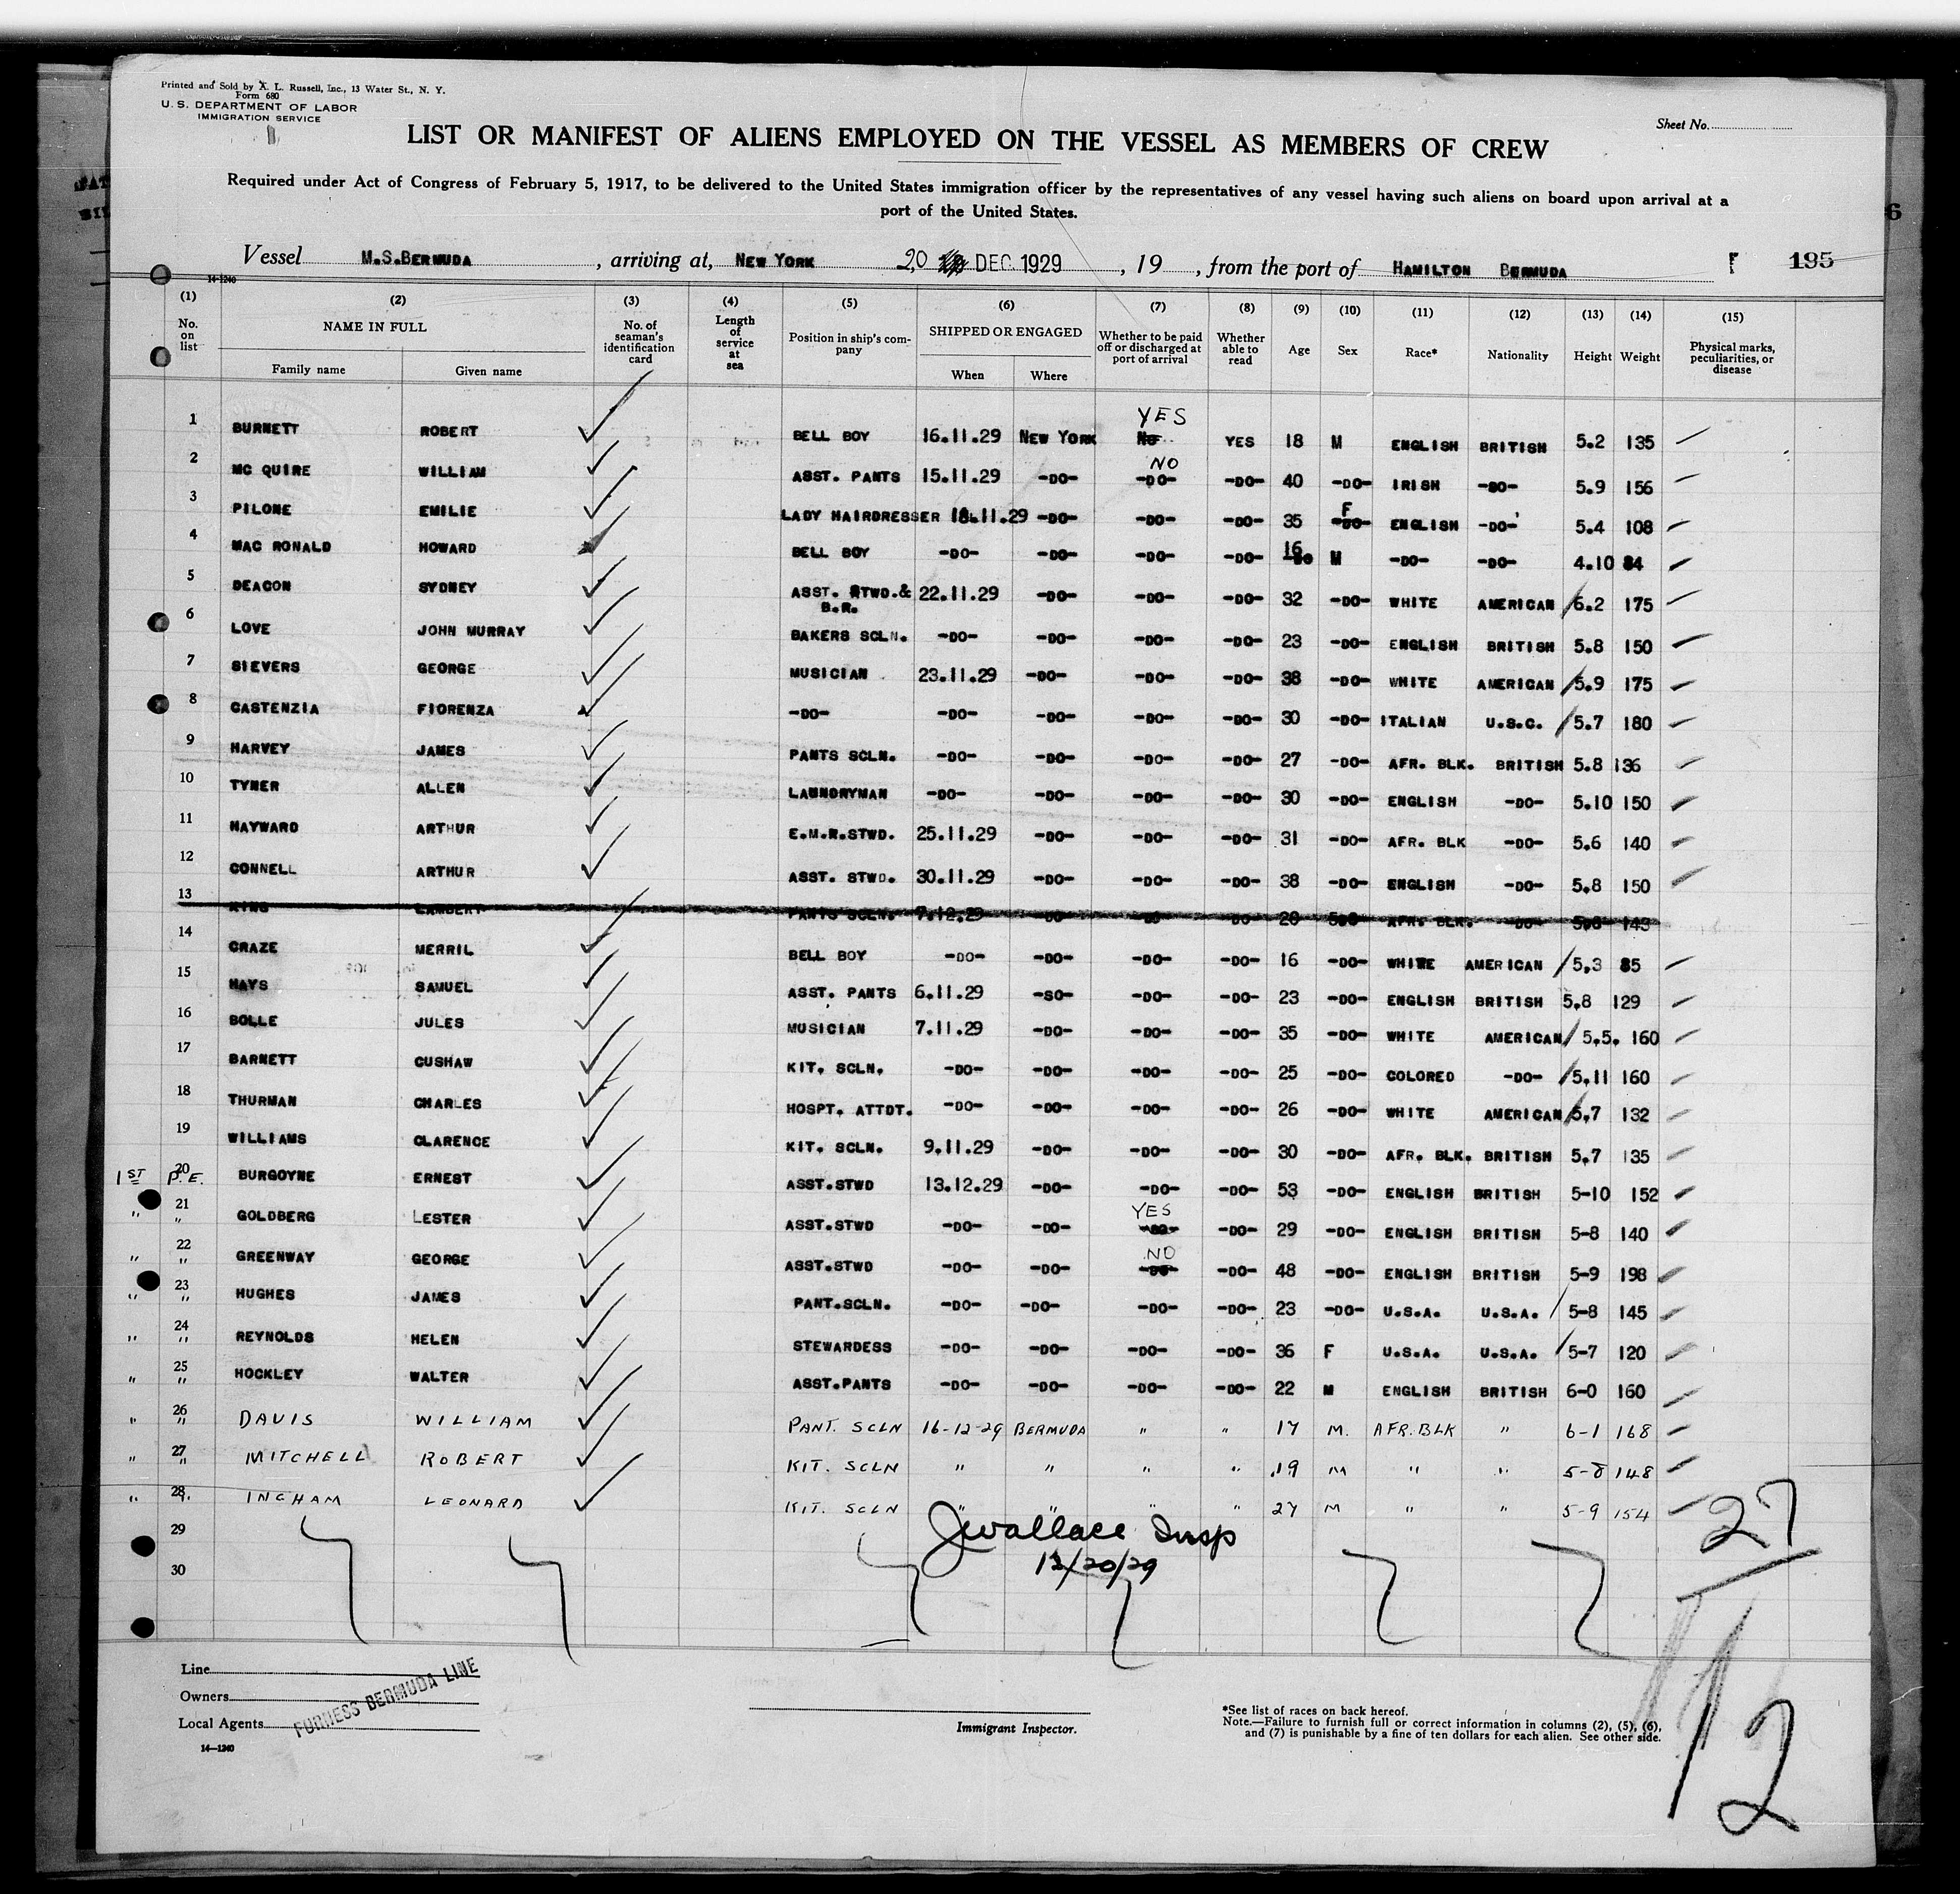 Printed and Sold by A. L. Russell, Inc., 13 Water St., N. Y.
Form 680
U. S. DEPARTMENT OF LABOR
IMMIGRATION SERVICE
Sheet No.
LIST OR MANIFEST OF ALIENS EMPLOYED ON THE VESSEL AS MEMBERS OF CREW
Required under Act of Congress of February 5, 1917, to be delivered to the United States immigration officer by the representatives of any vessel having such aliens on board upon arrival at a
port of the United States.
Vessel M.S.BERMUDA , arriving at, NEW YORK 20 DEC 1929 , 19 , from the port of HAMILTON BERMUDA F 195
14-1240
(1) (2) (3) (4) (5) (6) (7) (8) (9) (10) (11) (12) (13) (14) (15)
No. on list NAME IN FULL Family name Given name No. of seaman's identification card Length of service at sea Position in ship's company SHIPPED OR ENGAGED When Where Whether to be paid off or discharged at port of arrival Whether able to read Age Sex Race* Nationality Height Weight Physical marks, peculiarities, or disease
1 BURNETT ROBERT BELL BOY 16.11.29 NEW YORK NO YES YES 18 M ENGLISH BRITISH 5.2 135
2 MC QUIRE WILLIAM ASST. PANTS 15.11.29 -DO- -DO- NO -DO- 40 -DO- IRISH -DO- 5.9 156
3 PILONE EMILIE LADY HAIRDRESSER 18.11.29 -DO- -DO- -DO- 35 -DO- F ENGLISH -DO- 5.4 108
4 MAC RONALD HOWARD BELL BOY -DO- -DO- -DO- -DO- 16 M -DO- -DO- 4.10 84
5 DEACON SYDNEY ASST. STWD.& B.R. 22.11.29 -DO- -DO- -DO- 32 -DO- WHITE AMERICAN 6.2 175
6 LOVE JOHN MURRAY BAKERS SCLN. -DO- -DO- -DO- -DO- 23 -DO- ENGLISH BRITISH 5.8 150
7 SIEVERS GEORGE MUSICIAN 23.11.29 -DO- -DO- -DO- 38 -DO- WHITE AMERICAN 5.9 175
8 CASTENZIA FIORENZA -DO- -DO- -DO- -DO- -DO- 30 -DO- ITALIAN U.S.C. 5.7 180
9 HARVEY JAMES PANTS SCLN. -DO- -DO- -DO- -DO- 27 -DO- AFR. BLK. BRITISH 5.8 136
10 TYNER ALLEN LAUNDRYMAN -DO- -DO- -DO- -DO- 30 -DO- ENGLISH -DO- 5.10 150
11 HAYWARD ARTHUR E.M.R.STWD. 25.11.29 -DO- -DO- -DO- 31 -DO- AFR. BLK -DO- 5.6 140
12 CONNELL ARTHUR ASST. STWD. 30.11.29 -DO- -DO- -DO- 38 -DO- ENGLISH -DO- 5.8 150
13 KING LAMBERT PANTS SCLN. 7.12.29 DO DO DO 20 AFR. BLK. -DO- 143
14 CRAZE MERRIL BELL BOY -DO- -DO- -DO- -DO- 16 -DO- WHITE AMERICAN 5.3 85
15 HAYS SAMUEL ASST. PANTS 6.11.29 -SO- -DO- -DO- 23 -DO- ENGLISH BRITISH 5.8 129
16 BOLLE JULES MUSICIAN 7.11.29 -DO- -DO- -DO- 35 -DO- WHITE AMERICAN 5.5. 160
17 BARNETT CUSHAW KIT. SCLN. -DO- -DO- -DO- -DO- 25 -DO- COLORED -DO- 5.11 160
18 THURMAN CHARLES HOSPT. ATTDT. -DO- -DO- -DO- -DO- 26 -DO- WHITE AMERICAN 5.7 132
19 WILLIAMS CLARENCE KIT. SCLN. 9.11.29 -DO- -DO- -DO- 30 -DO- AFR. BLK. BRITISH 5.7 135
1ST P.E. 20 BURGOYNE ERNEST ASST.STWD 13.12.29 -DO- -DO- -DO- 53 -DO- ENGLISH BRITISH 5-10 152
" " 21 GOLDBERG LESTER ASST.STWD -DO- -DO- YES -DO- 29 -DO- ENGLISH BRITISH 5-8 140
" " 22 GREENWAY GEORGE ASST.STWD -DO- -DO- NO -DO- 48 -DO- ENGLISH BRITISH 5-9 198
" " 23 HUGHES JAMES PANT.SCLN. -DO- -DO- -DO- -DO- 23 -DO- U.S.A. U.S.A. 5-8 145
" " 24 REYNOLDS HELEN STEWARDESS -DO- -DO- -DO- -DO- 36 F U.S.A. U.S.A. 5-7 120
" " 25 HOCKLEY WALTER ASST.PANTS -DO- -DO- -DO- -DO- 22 M ENGLISH BRITISH 6-0 160
" " 26 DAVIS WILLIAM PANT. SCLN 16-12-29 BERMUDA " " 17 M. AFR.BLK " 6-1 168
" " 27 MITCHELL ROBERT KIT. SCLN " " " " 19 M " " 5-8 148
" " 28 INGHAM LEONARD KIT. SCLN " " " " 27 M " " 5-9 154
29
30
JWallace Insp
12/20/29
27
12
Line
Owners
Local Agents
FURNESS BERMUDA LINE
14-1240
Immigrant Inspector.
*See list of races on back hereof.
Note.—Failure to furnish full or correct information in columns (2), (5), (6),
and (7) is punishable by a fine of ten dollars for each alien. See other side.